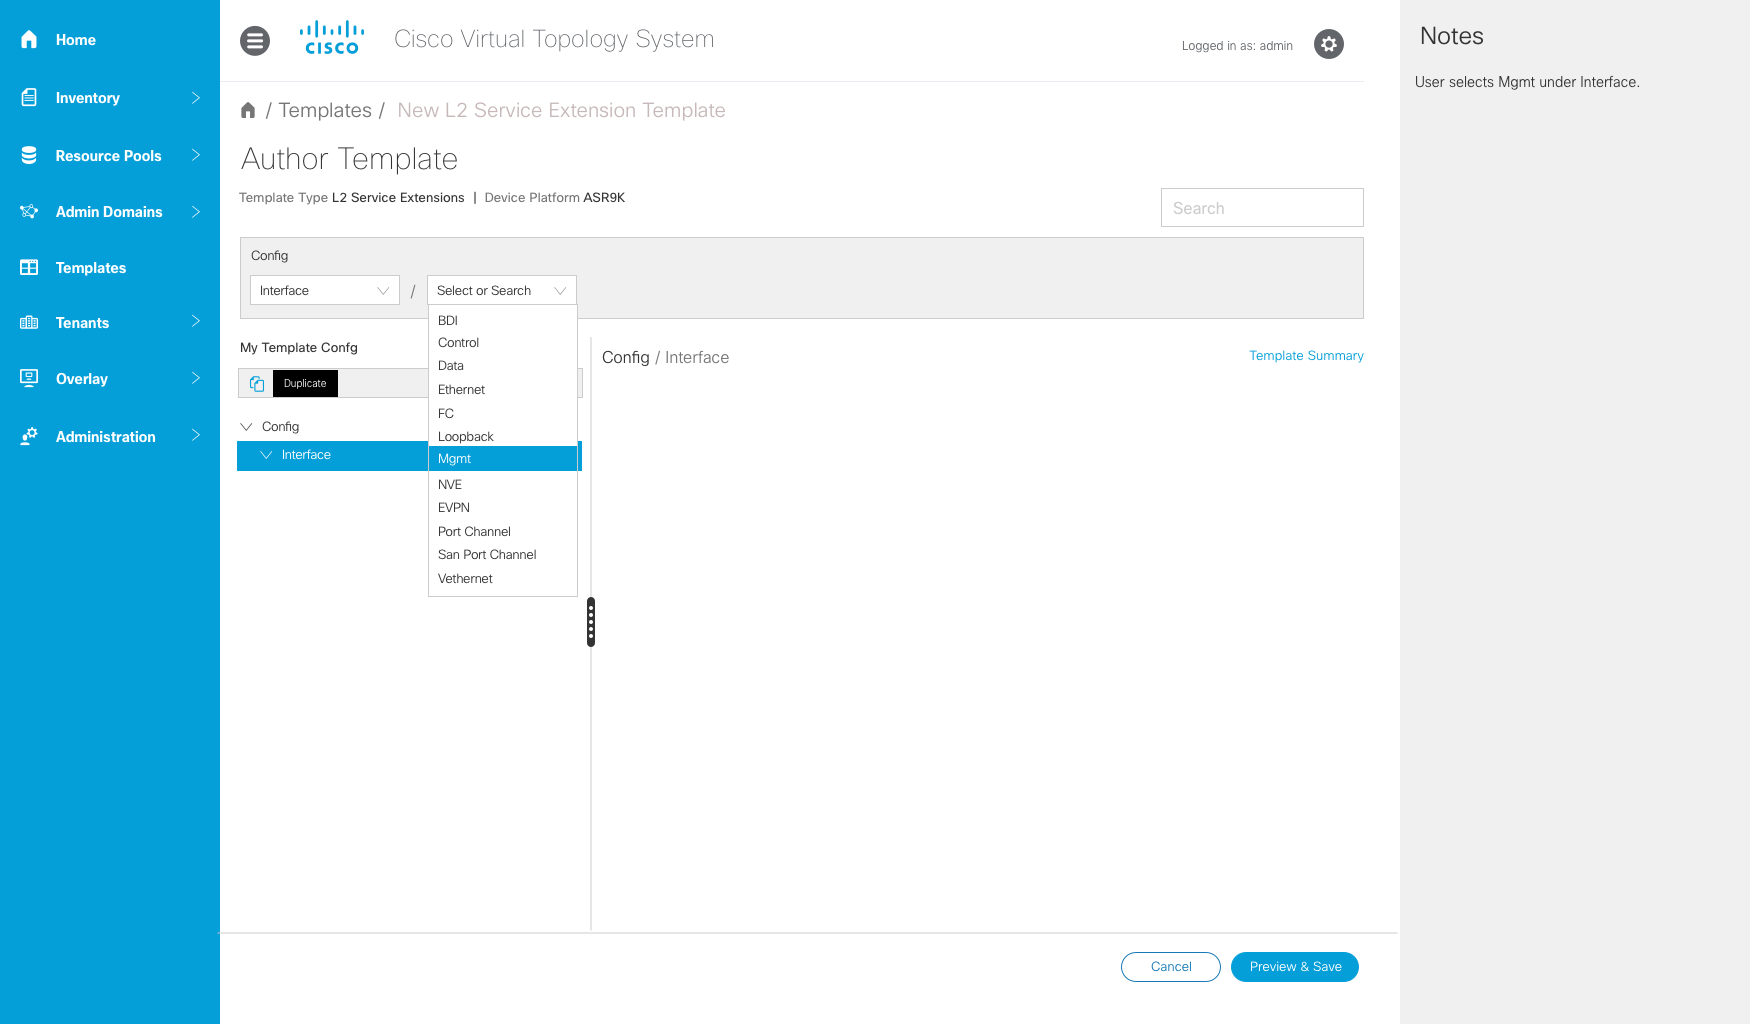 Home
Inventory
Resource Pools
Admin Domains
Templates
Tenants
Overlay
Administration
CISCO
Cisco Virtual Topology System
Logged in as: admin
/ Templates / New L2 Service Extension Template
Author Template
Template Type L2 Service Extensions | Device Platform ASR9K
Search
Config
Interface / Select or Search
BDI
Control
Data
Ethernet
FC
Loopback
Mgmt
NVE
EVPN
Port Channel
San Port Channel
Vethernet
My Template Confg
Duplicate
Config
Interface
Config / Interface
Template Summary
Cancel
Preview & Save
Notes
User selects Mgmt under Interface.